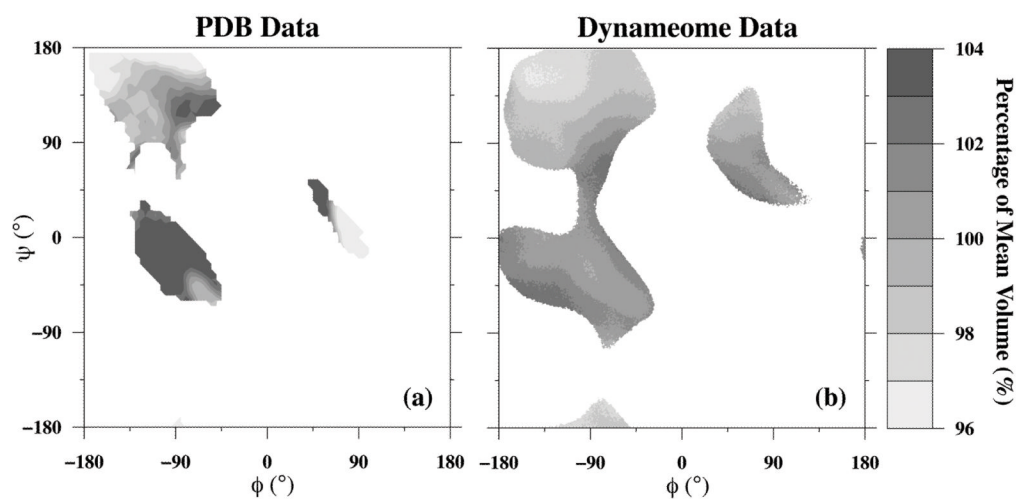 PDB Data
Dynameome Data
180
90
0
−90
−180
ψ (°)
−180
−90
0
90
180
ϕ (°)
(a)
−180
−90
0
90
180
ϕ (°)
(b)
104
102
100
98
96
Percentage of Mean Volume (%)